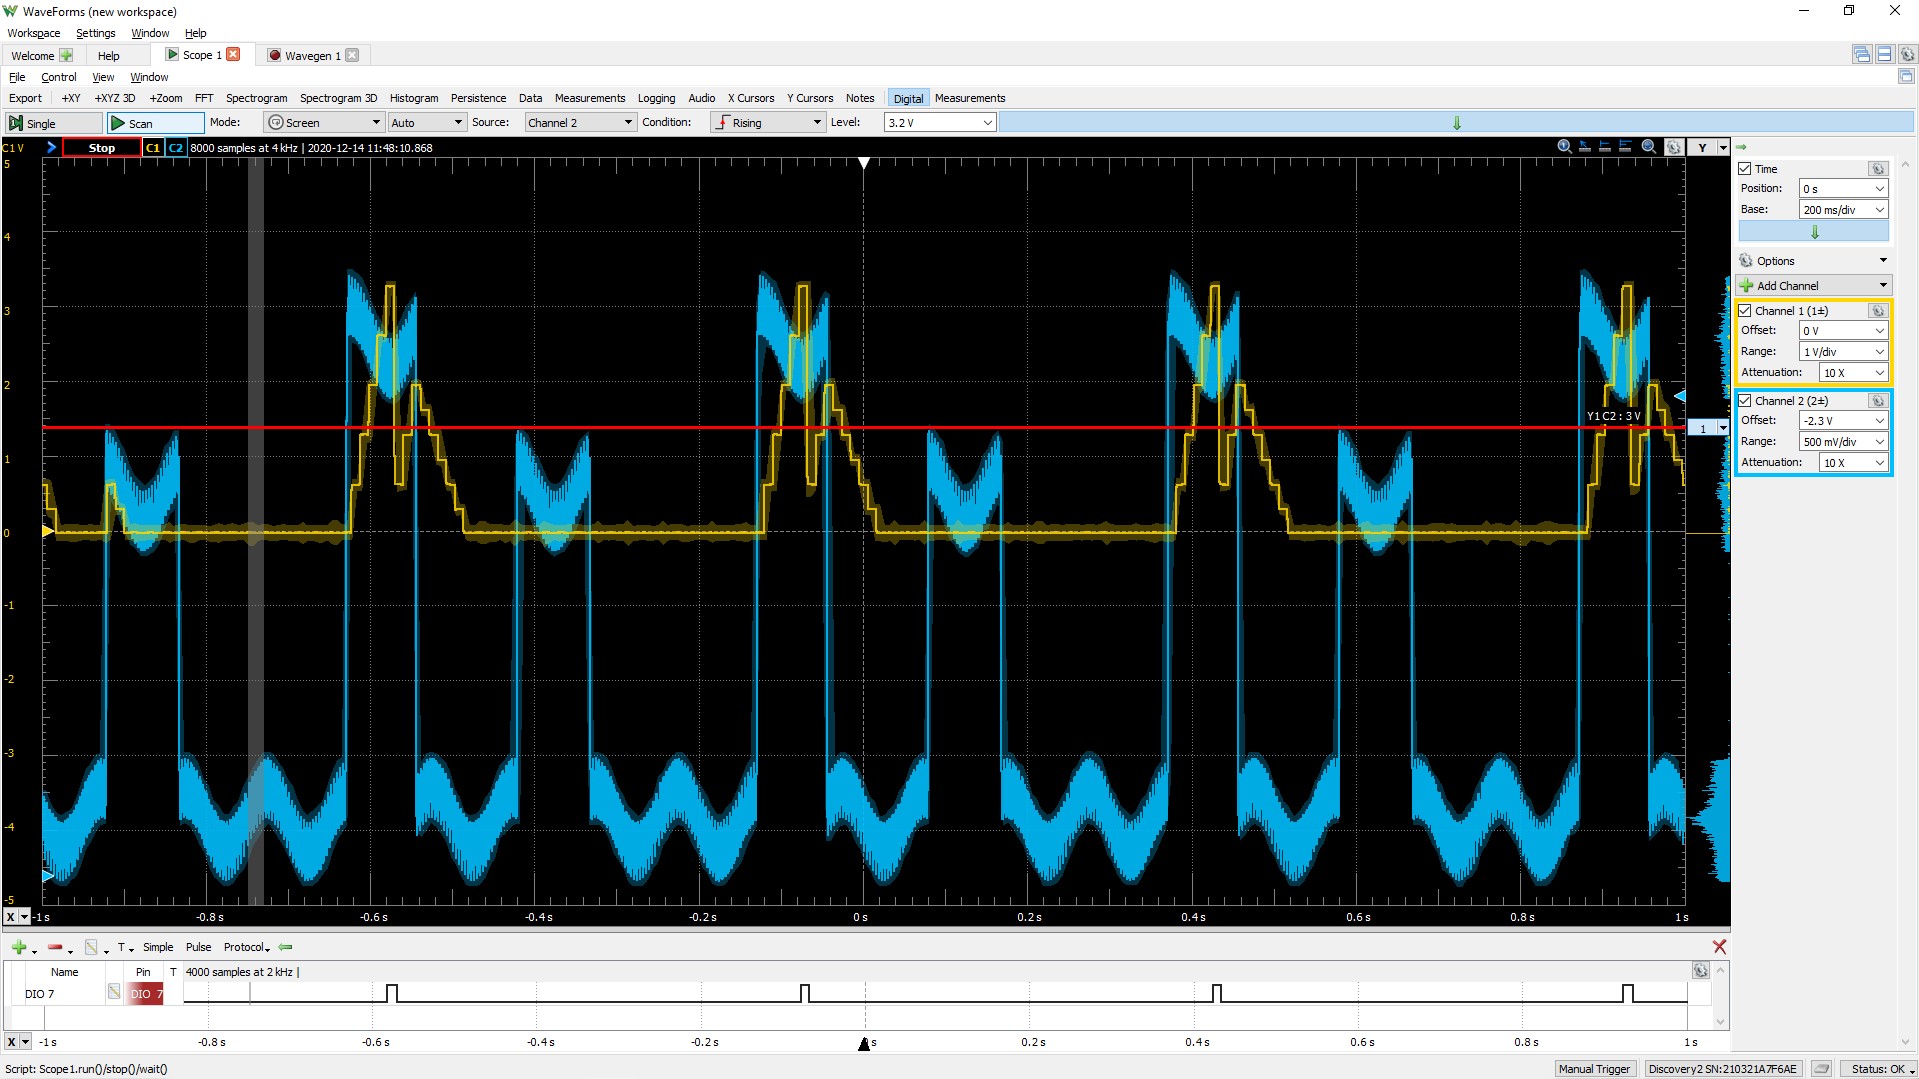 WaveForms (new workspace)
Workspace Settings Window Help
Welcome Help Scope 1 Wavegen 1
File Control View Window
Export +XY +XYZ 3D +Zoom FFT Spectrogram Spectrogram 3D Histogram Persistence Data Measurements Logging Audio X Cursors Y Cursors Notes Digital Measurements
Single Scan Mode: Screen Auto Source: Channel 2 Condition: Rising Level: 3.2 V
C1 V Stop C1 C2 8000 samples at 4 kHz | 2020-12-14 11:48:10.868 Y
5
4
3
2
1
0
-1
-2
-3
-4
-5
Y1 C2 : 3 V
1
X -1 s -0.8 s -0.6 s -0.4 s -0.2 s 0 s 0.2 s 0.4 s 0.6 s 0.8 s 1 s
Time
Position: 0 s
Base: 200 ms/div
Options
Add Channel
Channel 1 (1±)
Offset: 0 V
Range: 1 V/div
Attenuation: 10 X
Channel 2 (2±)
Offset: -2.3 V
Range: 500 mV/div
Attenuation: 10 X
T Simple Pulse Protocol
Name Pin T 4000 samples at 2 kHz |
DIO 7 DIO 7
X -1 s -0.8 s -0.6 s -0.4 s -0.2 s s 0.2 s 0.4 s 0.6 s 0.8 s 1 s
Script: Scope1.run()/stop()/wait() Manual Trigger Discovery2 SN:210321A7F6AE Status: OK